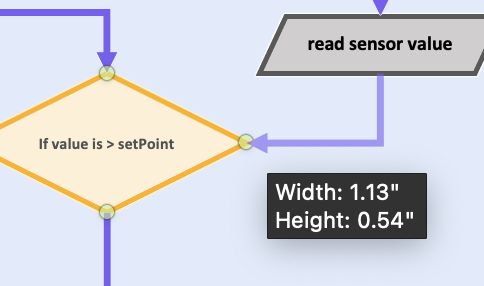 read sensor value
If value is > setPoint
Width: 1.13"
Height: 0.54"